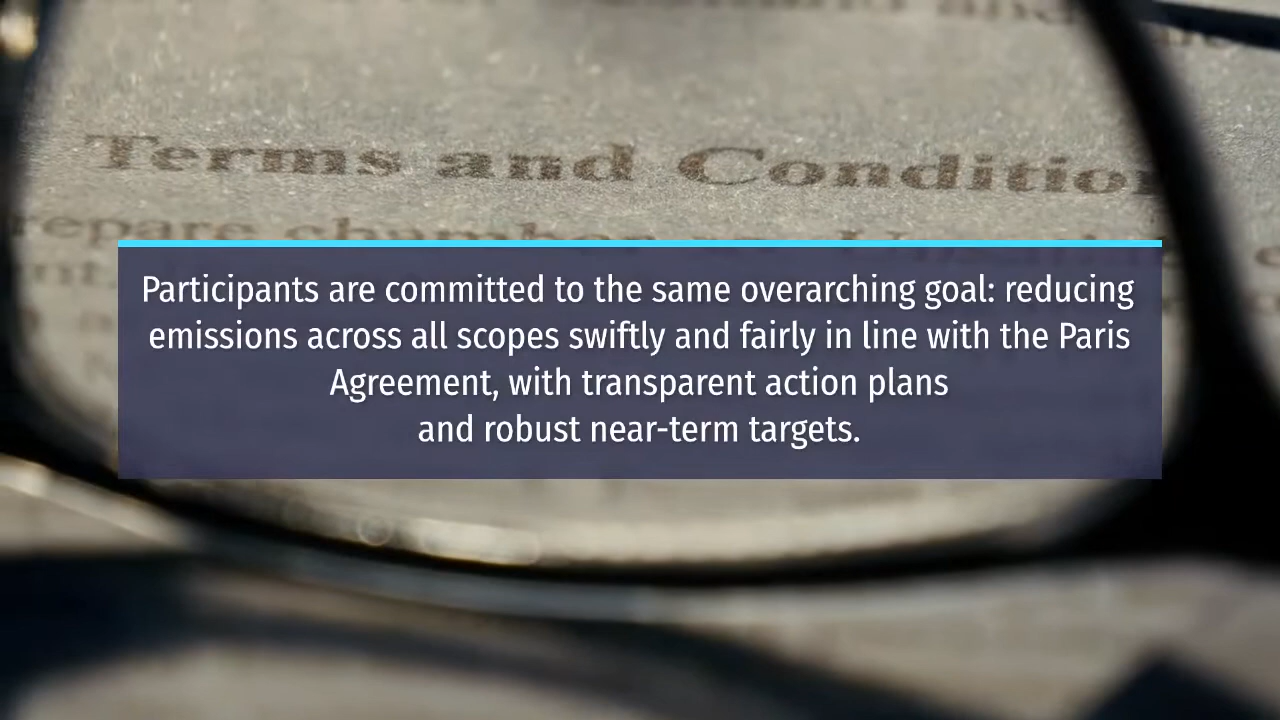 Terms and Condition
Participants are committed to the same overarching goal: reducing
emissions across all scopes swiftly and fairly in line with the Paris
Agreement, with transparent action plans
and robust near-term targets.